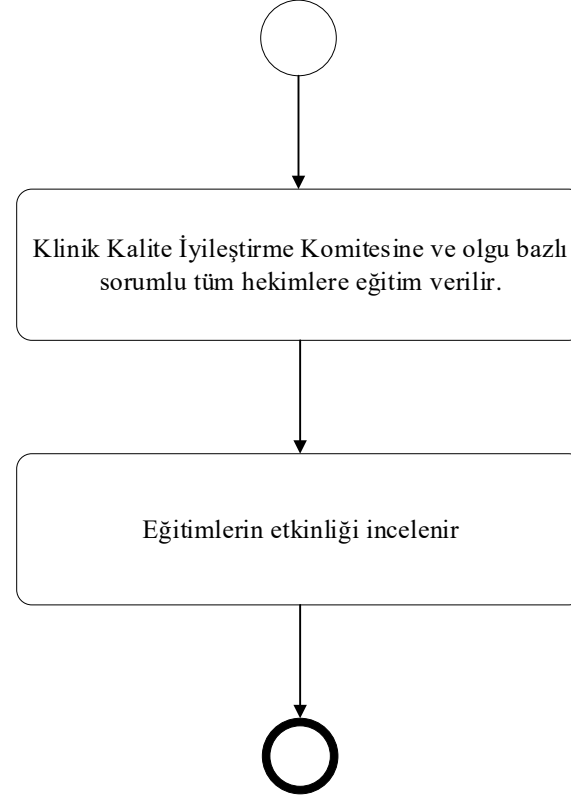 Klinik Kalite İyileştirme Komitesine ve olgu bazlı
sorumlu tüm hekimlere eğitim verilir.
Eğitimlerin etkinliği incelenir